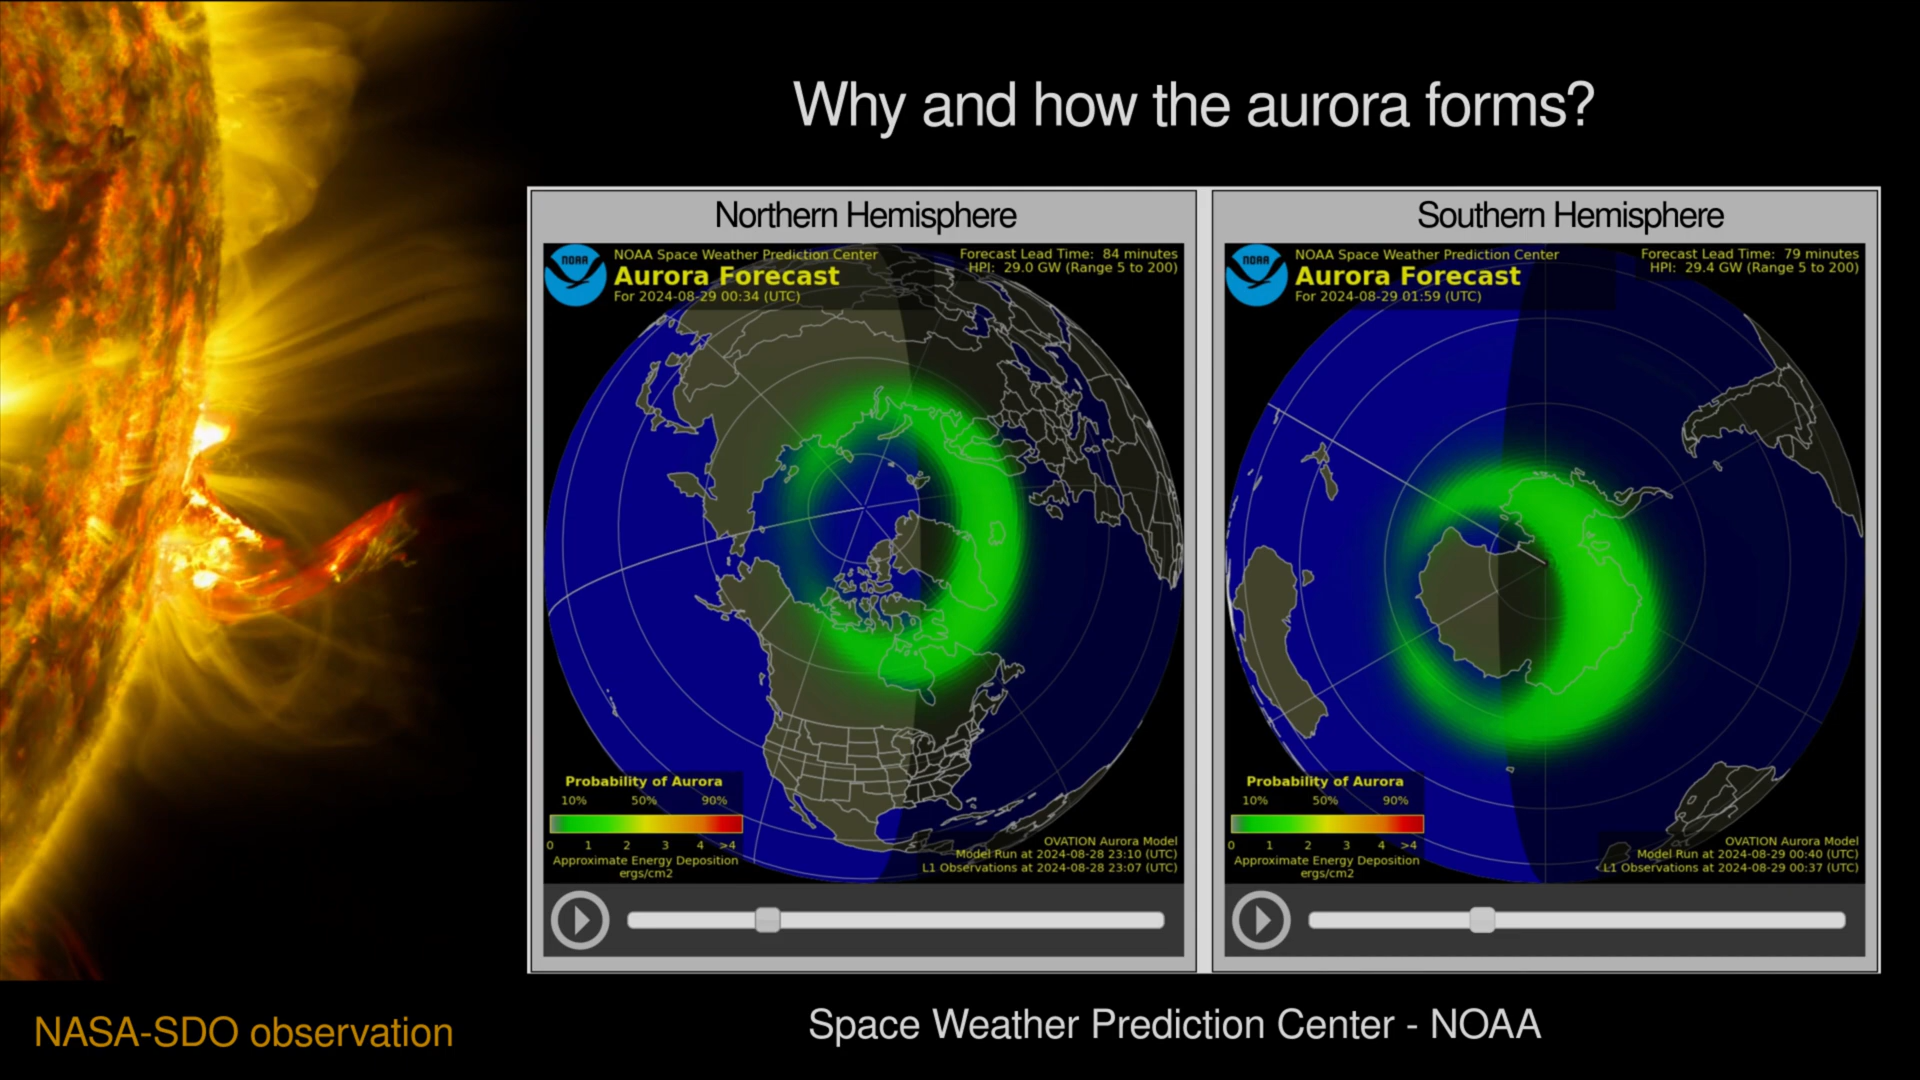 Why and how the aurora forms?
Northern Hemisphere
NOAA
NOAA Space Weather Prediction Center
Aurora Forecast
For 2024-08-29 00:34 (UTC)
Forecast Lead Time: 84 minutes
HPI: 29.0 GW (Range 5 to 200)
Probability of Aurora
10% 50% 90%
0 1 2 3 4 >4
Approximate Energy Deposition
ergs/cm2
OVATION Aurora Model
Model Run at 2024-08-28 23:10 (UTC)
L1 Observations at 2024-08-28 23:07 (UTC)
Southern Hemisphere
NOAA
NOAA Space Weather Prediction Center
Aurora Forecast
For 2024-08-29 01:59 (UTC)
Forecast Lead Time: 79 minutes
HPI: 29.4 GW (Range 5 to 200)
Probability of Aurora
10% 50% 90%
0 1 2 3 4 >4
Approximate Energy Deposition
ergs/cm2
OVATION Aurora Model
Model Run at 2024-08-29 00:40 (UTC)
L1 Observations at 2024-08-29 00:37 (UTC)
NASA-SDO observation
Space Weather Prediction Center - NOAA